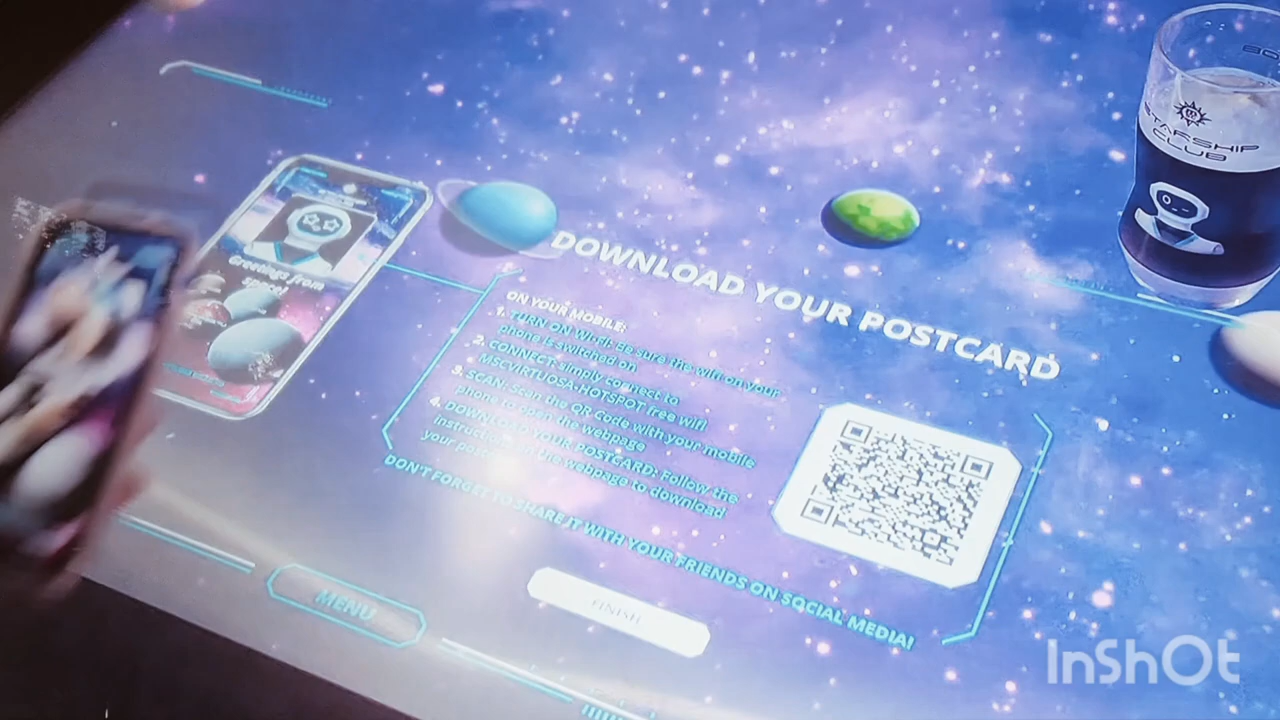 STARSHIP
CLUB
Greetings from
space!
DOWNLOAD YOUR POSTCARD
ON YOUR MOBILE:
1. TURN ON Wifi: Be sure the wifi on your
phone is switched on
2. CONNECT: simply connect to
MSCVIRTUOSA-HOTSPOT free wifi
3. SCAN: Scan the QR Code with your mobile
phone to open the webpage
4. DOWNLOAD YOUR POSTCARD: Follow the
instructions in the webpage to download
your postcard
DON'T FORGET TO SHARE IT WITH YOUR FRIENDS ON SOCIAL MEDIA!
FINISH
MENU
InShOt